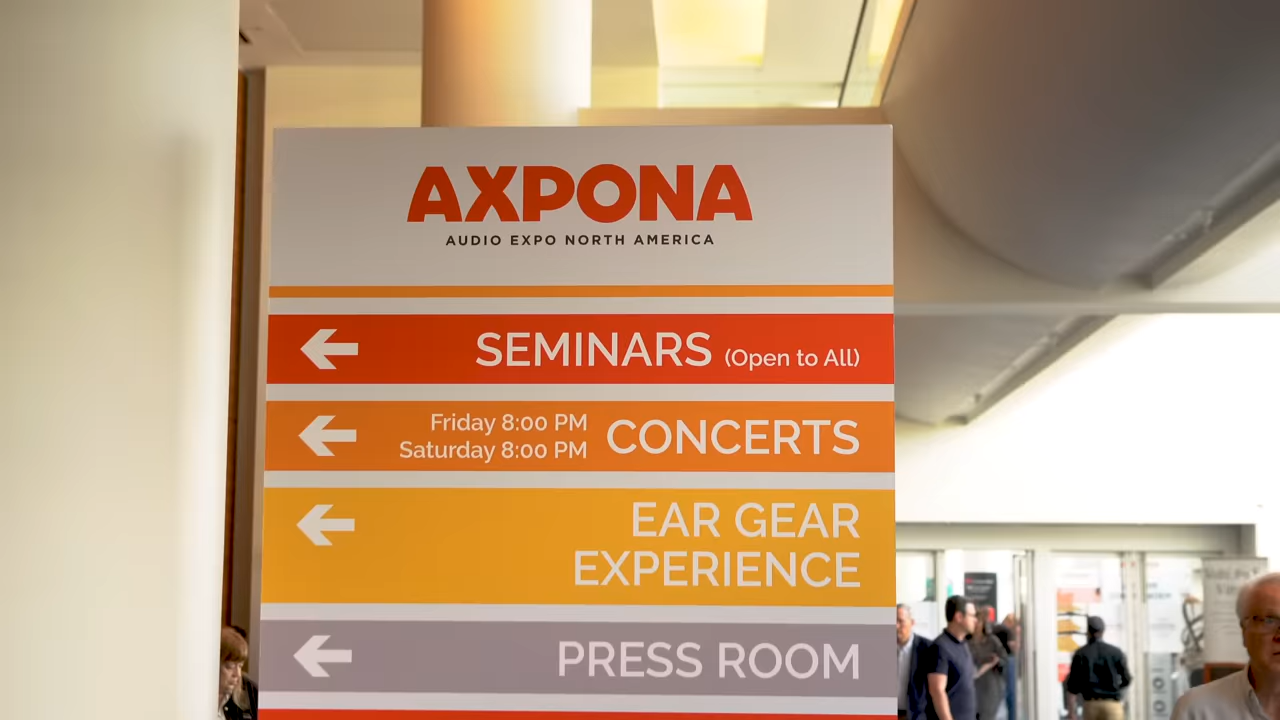 AXPONA
AUDIO EXPO NORTH AMERICA
SEMINARS (Open to All)
Friday 8:00 PM
Saturday 8:00 PM
CONCERTS
EAR GEAR
EXPERIENCE
PRESS ROOM